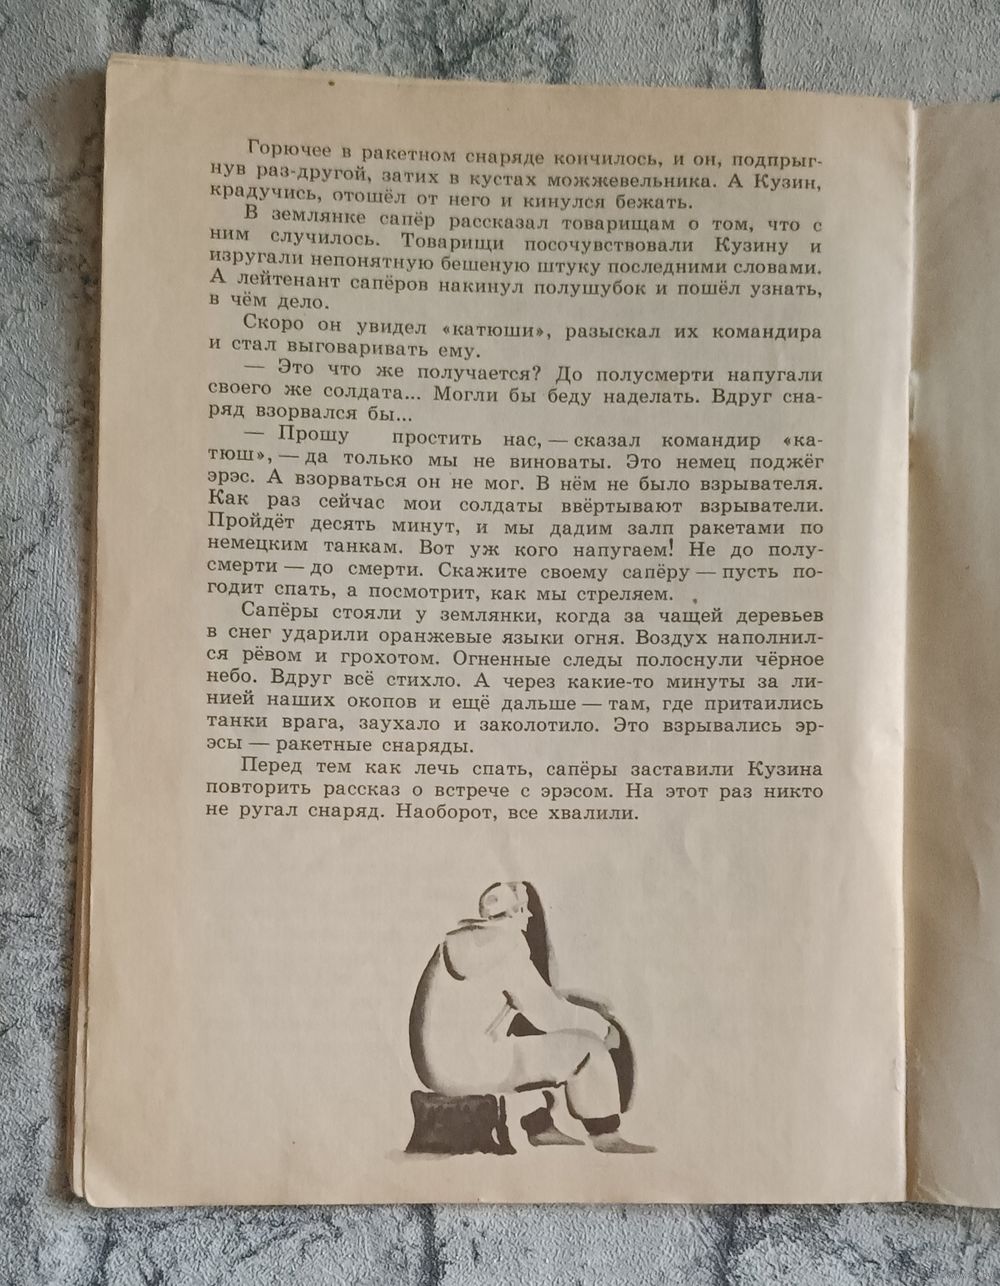 Горючее в ракетном снаряде кончилось, и он, подпрыг-
нув раз-другой, затих в кустах можжевельника. А Кузин,
крадучись, отошёл от него и кинулся бежать.
В землянке сапёр рассказал товарищам о том, что с
ним случилось. Товарищи посочувствовали Кузину и
изругали непонятную бешеную штуку последними словами.
А лейтенант сапёров накинул полушубок и пошёл узнать,
в чём дело.
Скоро он увидел «катюши», разыскал их командира
и стал выговаривать ему.
— Это что же получается? До полусмерти напугали
своего же солдата... Могли бы беду наделать. Вдруг сна-
ряд взорвался бы...
— Прошу простить нас, — сказал командир «ка-
тюш», — да только мы не виноваты. Это немец поджёг
эрэс. А взорваться он не мог. В нём не было взрывателя.
Как раз сейчас мои солдаты ввёртывают взрыватели.
Пройдёт десять минут, и мы дадим залп ракетами по
немецким танкам. Вот уж кого напугаем! Не до полу-
смерти — до смерти. Скажите своему сапёру — пусть по-
годит спать, а посмотрит, как мы стреляем.
Сапёры стояли у землянки, когда за чащей деревьев
в снег ударили оранжевые языки огня. Воздух наполнил-
ся рёвом и грохотом. Огненные следы полоснули чёрное
небо. Вдруг всё стихло. А через какие-то минуты за ли-
нией наших окопов и ещё дальше — там, где притаились
танки врага, заухало и заколотило. Это взрывались эр-
эсы — ракетные снаряды.
Перед тем как лечь спать, сапёры заставили Кузина
повторить рассказ о встрече с эрэсом. На этот раз никто
не ругал снаряд. Наоборот, все хвалили.